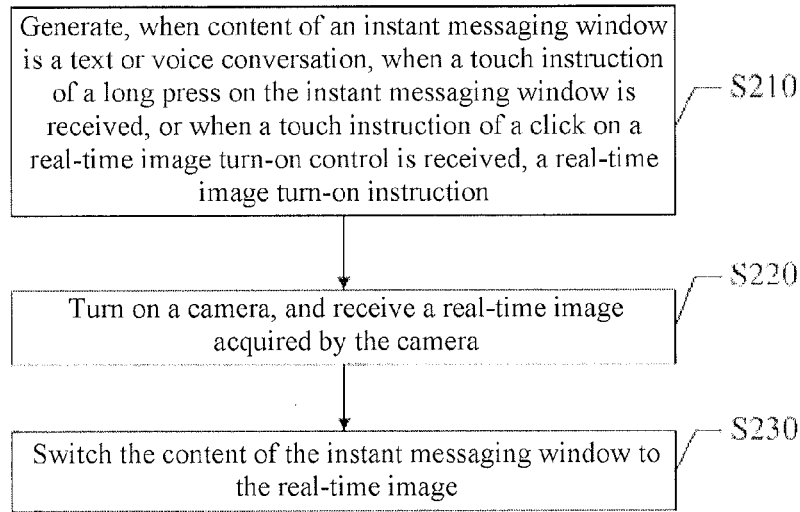 Generate, when content of an instant messaging window
is a text or voice conversation, when a touch instruction
of a long press on the instant messaging window is
received, or when a touch instruction of a click on a
real-time image turn-on control is received, a real-time
image turn-on instruction
S210
Turn on a camera, and receive a real-time image
acquired by the camera
S220
Switch the content of the instant messaging window to
the real-time image
S230